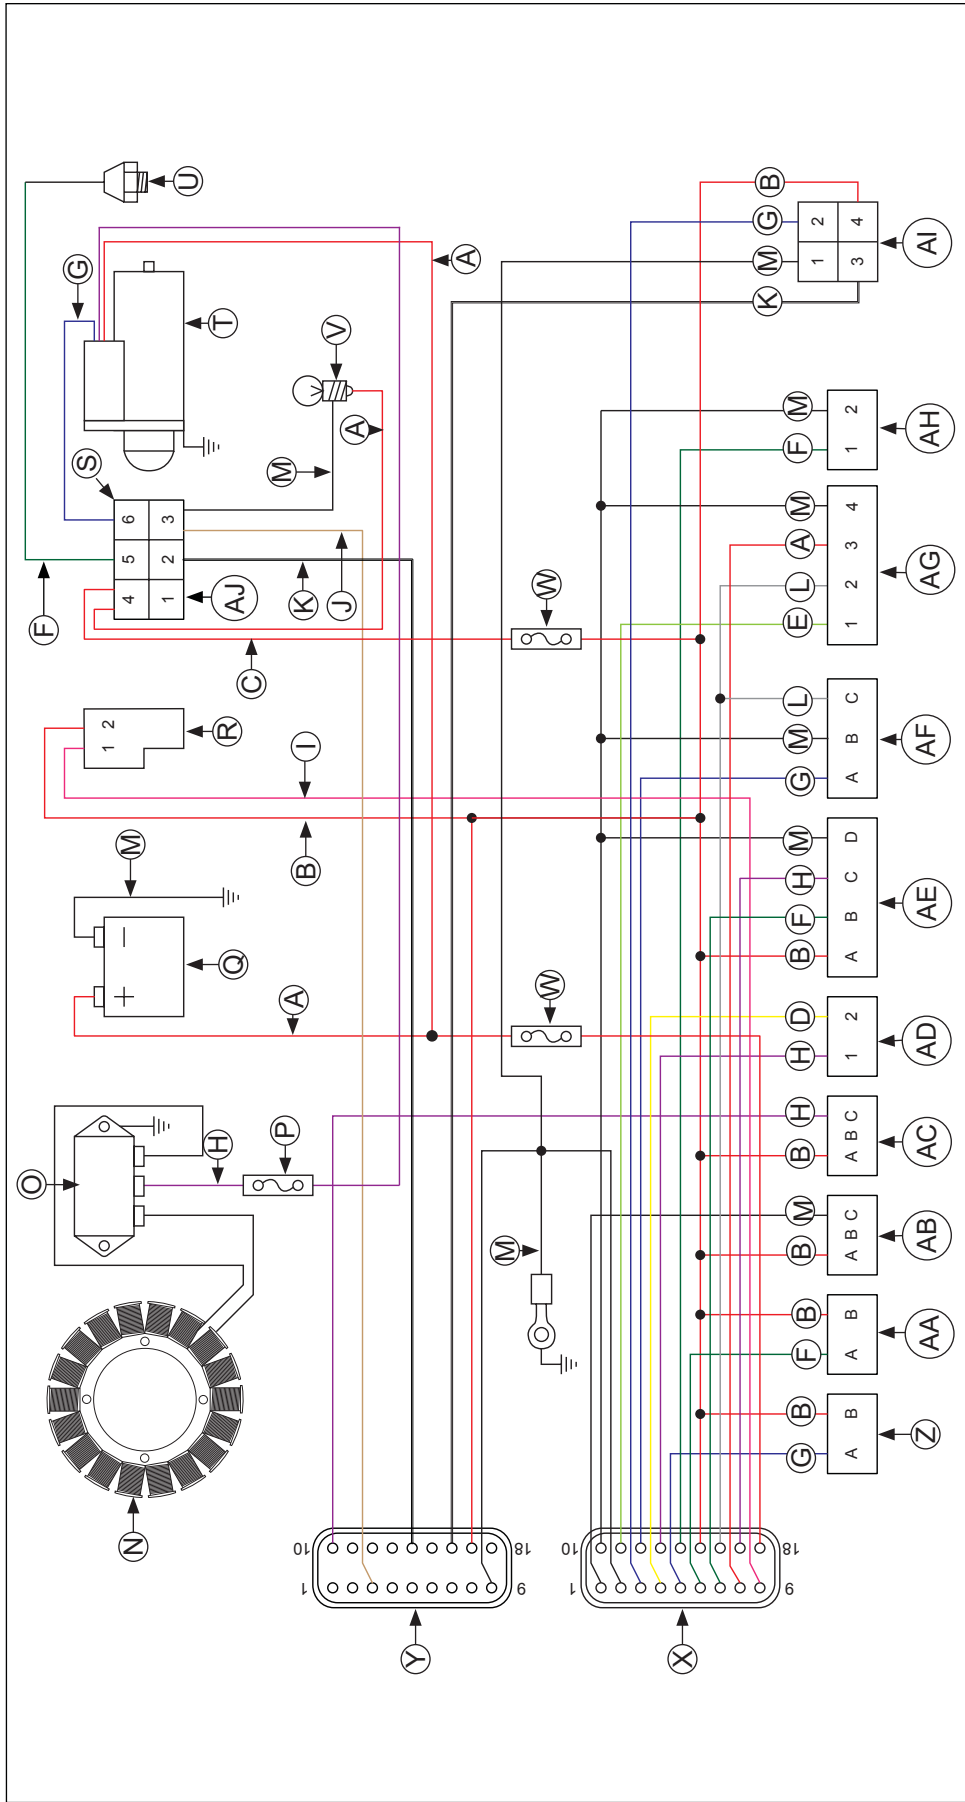 U
G
T
A
V
A
M
S
6 3
5 2
4 1
AJ
K
J
F
C
W
B
G
M
K
2 4
1 3
AI
M
F
2
1
AH
M
A
L
E
4
3
2
1
AG
2
1
R
I
B
L
M
G
C
B
A
AF
M
H
F
B
D
C
B
A
AE
M
−
+
Q
A
W
D
H
2
1
AD
O
H
P
H
B
C
B
A
AC
M
M
B
C
B
A
AB
B
F
B
A
AA
B
G
B
A
Z
N
10
1
18
9
Y
10
1
18
9
X